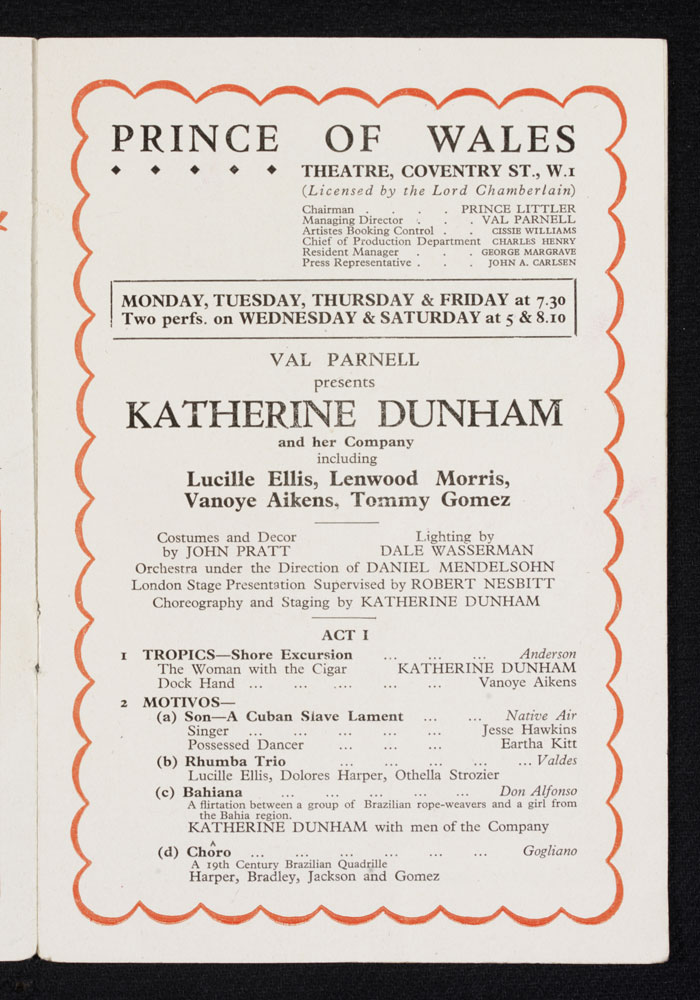 PRINCE OF WALES
THEATRE, COVENTRY ST., W.1
(Licensed by the Lord Chamberlain)
Chairman . . . . PRINCE LITTLER
Managing Director . . . VAL PARNELL
Artistes Booking Control . . CISSIE WILLIAMS
Chief of Production Department CHARLES HENRY
Resident Manager . . . GEORGE MARGRAVE
Press Representative . . . JOHN A. CARLSEN
MONDAY, TUESDAY, THURSDAY & FRIDAY at 7.30
Two perfs. on WEDNESDAY & SATURDAY at 5 & 8.10
VAL PARNELL
presents
KATHERINE DUNHAM
and her Company
including
Lucille Ellis, Lenwood Morris,
Vanoye Aikens, Tommy Gomez
Costumes and Decor
by JOHN PRATT
Lighting by
DALE WASSERMAN
Orchestra under the Direction of DANIEL MENDELSOHN
London Stage Presentation Supervised by ROBERT NESBITT
Choreography and Staging by KATHERINE DUNHAM
ACT I
1 TROPICS—Shore Excursion ... ... ... Anderson
The Woman with the Cigar KATHERINE DUNHAM
Dock Hand ... ... .... ... ... Vanoye Aikens
2 MOTIVOS—
(a) Son—A Cuban Slave Lament ... ... Native Air
Singer ... ... ... ... ... Jesse Hawkins
Possessed Dancer ... ... ... Eartha Kitt
(b) Rhumba Trio ... ... ... ... ... Valdes
Lucille Ellis, Dolores Harper, Othella Strozier
(c) Bahiana ... ... ... ... ... Don Alfonso
A flirtation between a group of Brazilian rope-weavers and a girl from
the Bahia region.
KATHERINE DUNHAM with men of the Company
(d) Chôro ... ... ... ... ... ... Gogliano
A 19th Century Brazilian Quadrille
Harper, Bradley, Jackson and Gomez